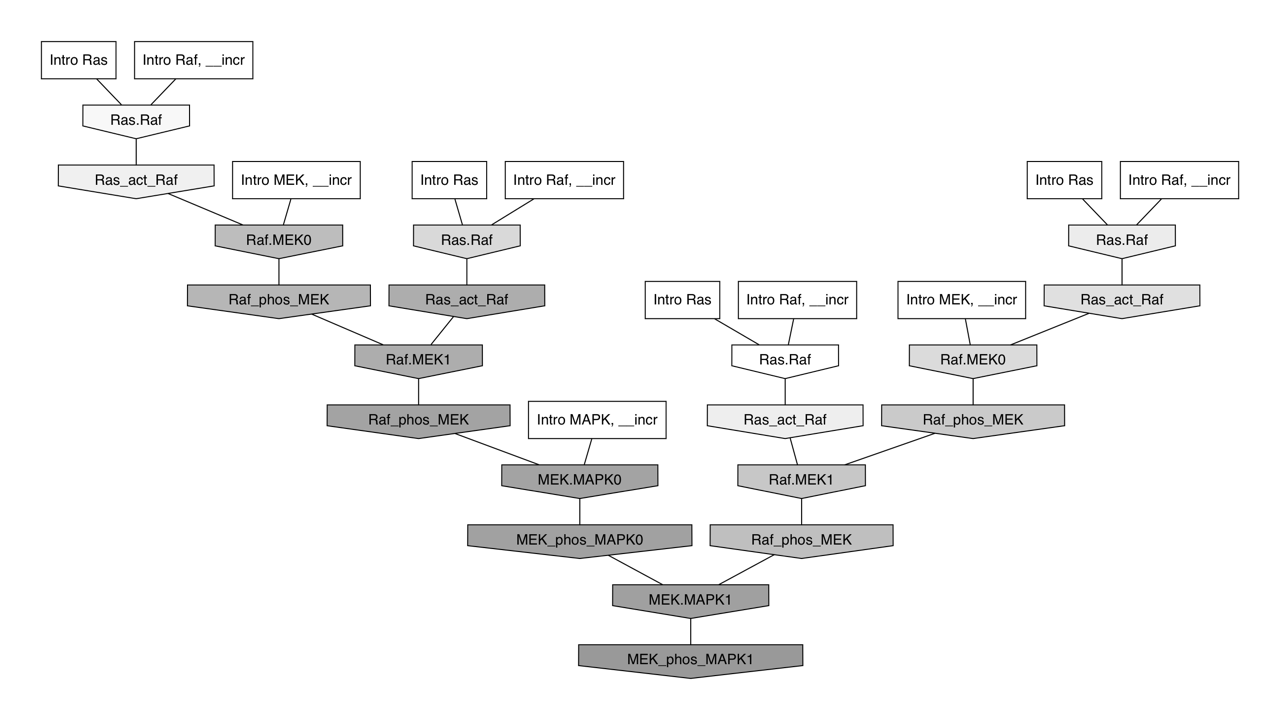 Intro Ras
Intro Raf, __incr
Ras.Raf
Ras_act_Raf
Intro MEK, __incr
Intro Ras
Intro Raf, __incr
Intro Ras
Intro Raf, __incr
Raf.MEK0
Ras.Raf
Ras.Raf
Raf_phos_MEK
Ras_act_Raf
Intro Ras
Intro Raf, __incr
Intro MEK, __incr
Ras_act_Raf
Raf.MEK1
Ras.Raf
Raf.MEK0
Raf_phos_MEK
Intro MAPK, __incr
Ras_act_Raf
Raf_phos_MEK
MEK.MAPK0
Raf.MEK1
MEK_phos_MAPK0
Raf_phos_MEK
MEK.MAPK1
MEK_phos_MAPK1